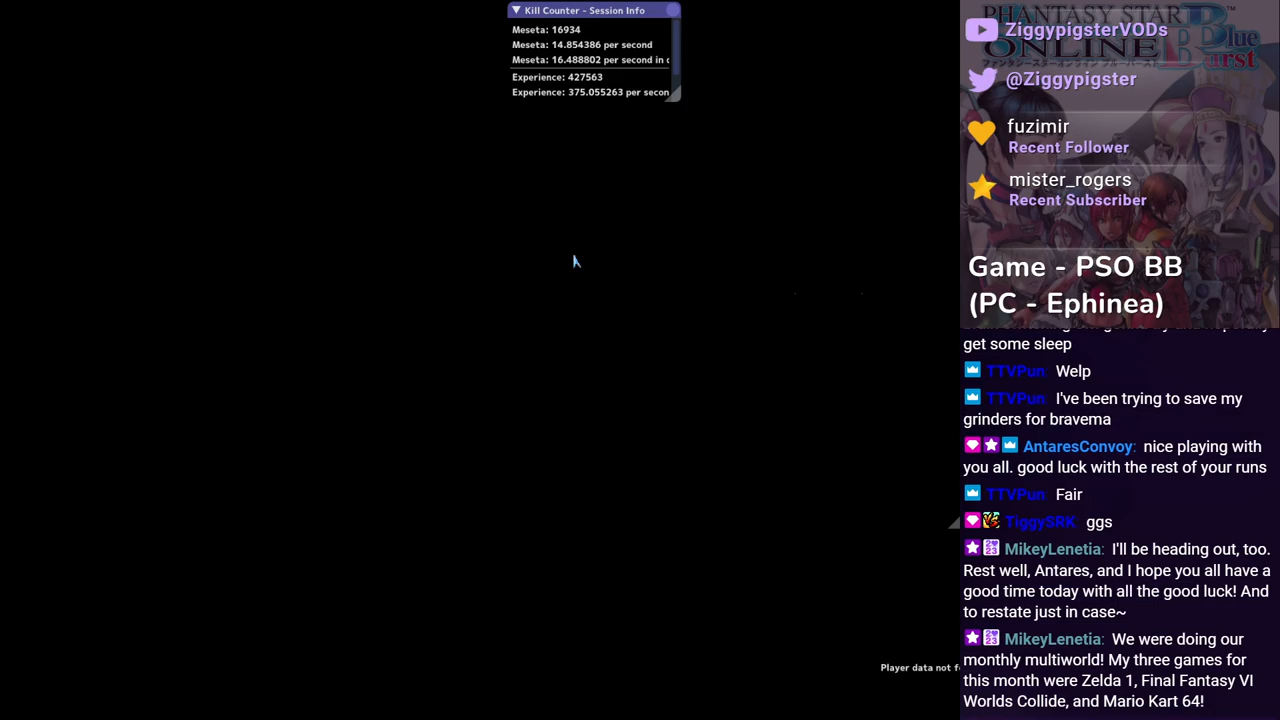 Kill Counter - Session Info
Meseta: 16934
Meseta: 14.854386 per second
Meseta: 16.488802 per second in
Experience: 427563
Experience: 375.055263 per secon
Player data not f
PHANTASY STAR
ONLINE Blue
Burst
ZiggypigsterVODs
@Ziggypigster
fuzimir
Recent Follower
mister_rogers
Recent Subscriber
Game - PSO BB
(PC - Ephinea)
get some sleep
TTVPun: Welp
TTVPun: I've been trying to save my
grinders for bravema
AntaresConvoy: nice playing with
you all. good luck with the rest of your runs
TTVPun: Fair
TiggySRK: ggs
MikeyLenetia: I'll be heading out, too.
Rest well, Antares, and I hope you all have a
good time today with all the good luck! And
to restate just in case~
MikeyLenetia: We were doing our
monthly multiworld! My three games for
this month were Zelda 1, Final Fantasy VI
Worlds Collide, and Mario Kart 64!